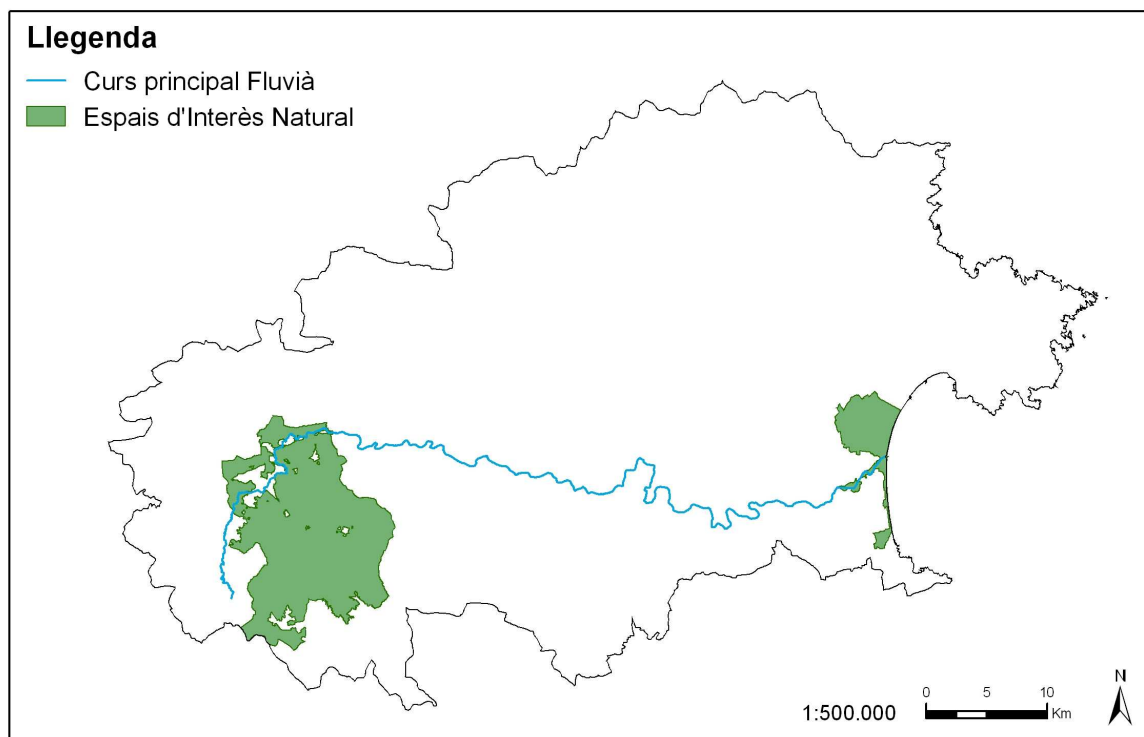 Llegenda
Curs principal Fluvià
Espais d'Interès Natural
N
1:500.000
0 5 10
Km